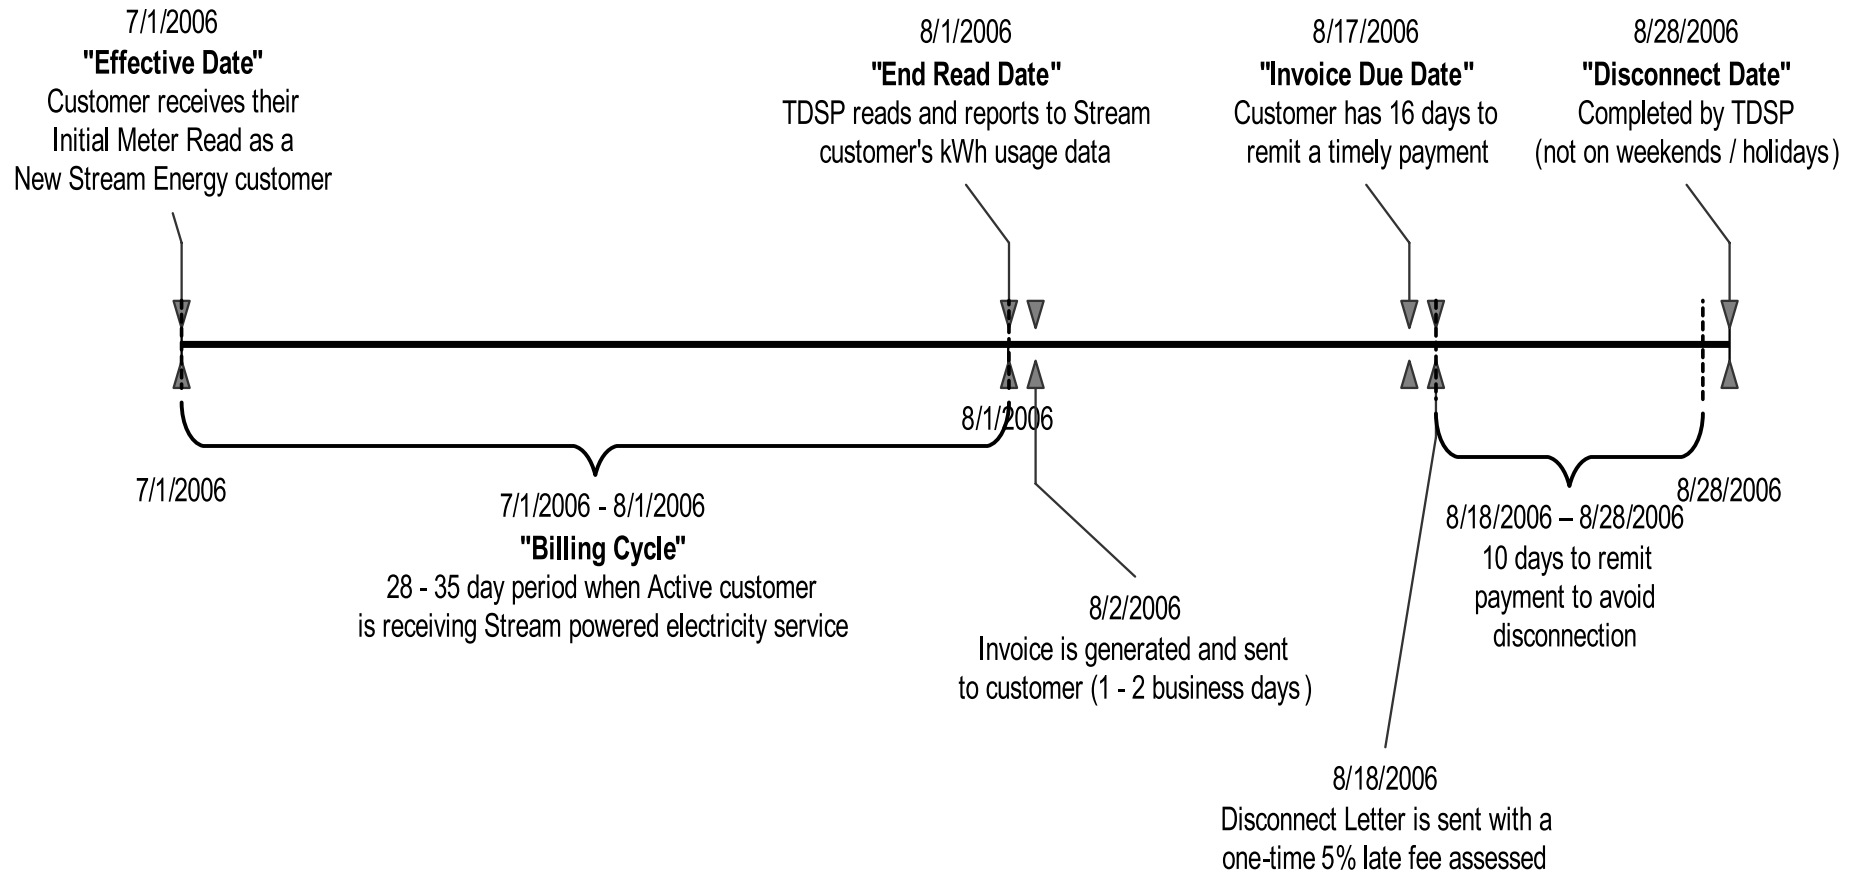 7/1/2006
"Effective Date"
Customer receives their
Initial Meter Read as a
New Stream Energy customer
8/1/2006
"End Read Date"
TDSP reads and reports to Stream
customer's kWh usage data
8/17/2006
"Invoice Due Date"
Customer has 16 days to
remit a timely payment
8/28/2006
"Disconnect Date"
Completed by TDSP
(not on weekends / holidays)
7/1/2006
8/1/2006
7/1/2006 - 8/1/2006
"Billing Cycle"
28 - 35 day period when Active customer
is receiving Stream powered electricity service
8/2/2006
Invoice is generated and sent
to customer (1 - 2 business days)
8/28/2006
8/18/2006 – 8/28/2006
10 days to remit
payment to avoid
disconnection
8/18/2006
Disconnect Letter is sent with a
one-time 5% late fee assessed